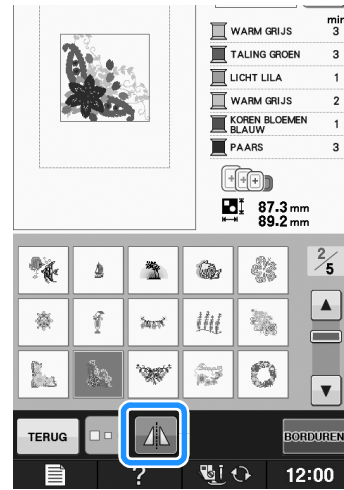 min
WARM GRIJS 3
TALING GROEN 3
LICHT LILA 1
WARM GRIJS 2
KOREN BLOEMEN
BLAUW 1
PAARS 3
87.3 mm
89.2 mm
2/5
TERUG
BORDUREN
?
12:00